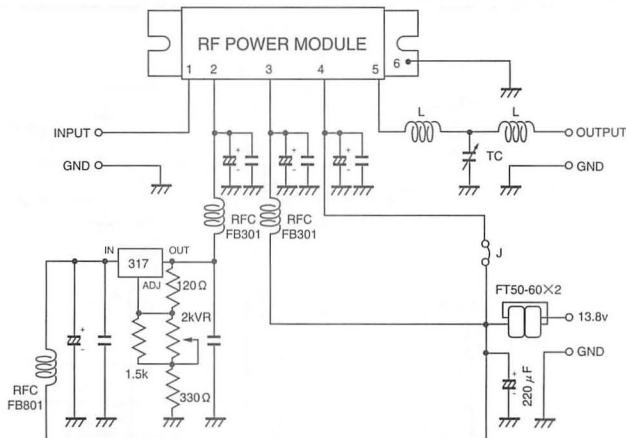 RF POWER MODULE
1 2 3 4 5 6
L L
INPUT OUTPUT
+ + +
- - -
TC
GND GND
RFC RFC
FB301 FB301
IN 317 OUT
ADJ
J
120Ω
FT50-60×2
2kVR
13.8v
+
-
GND
1.5k
RFC
FB801
330Ω
+
-
220μF